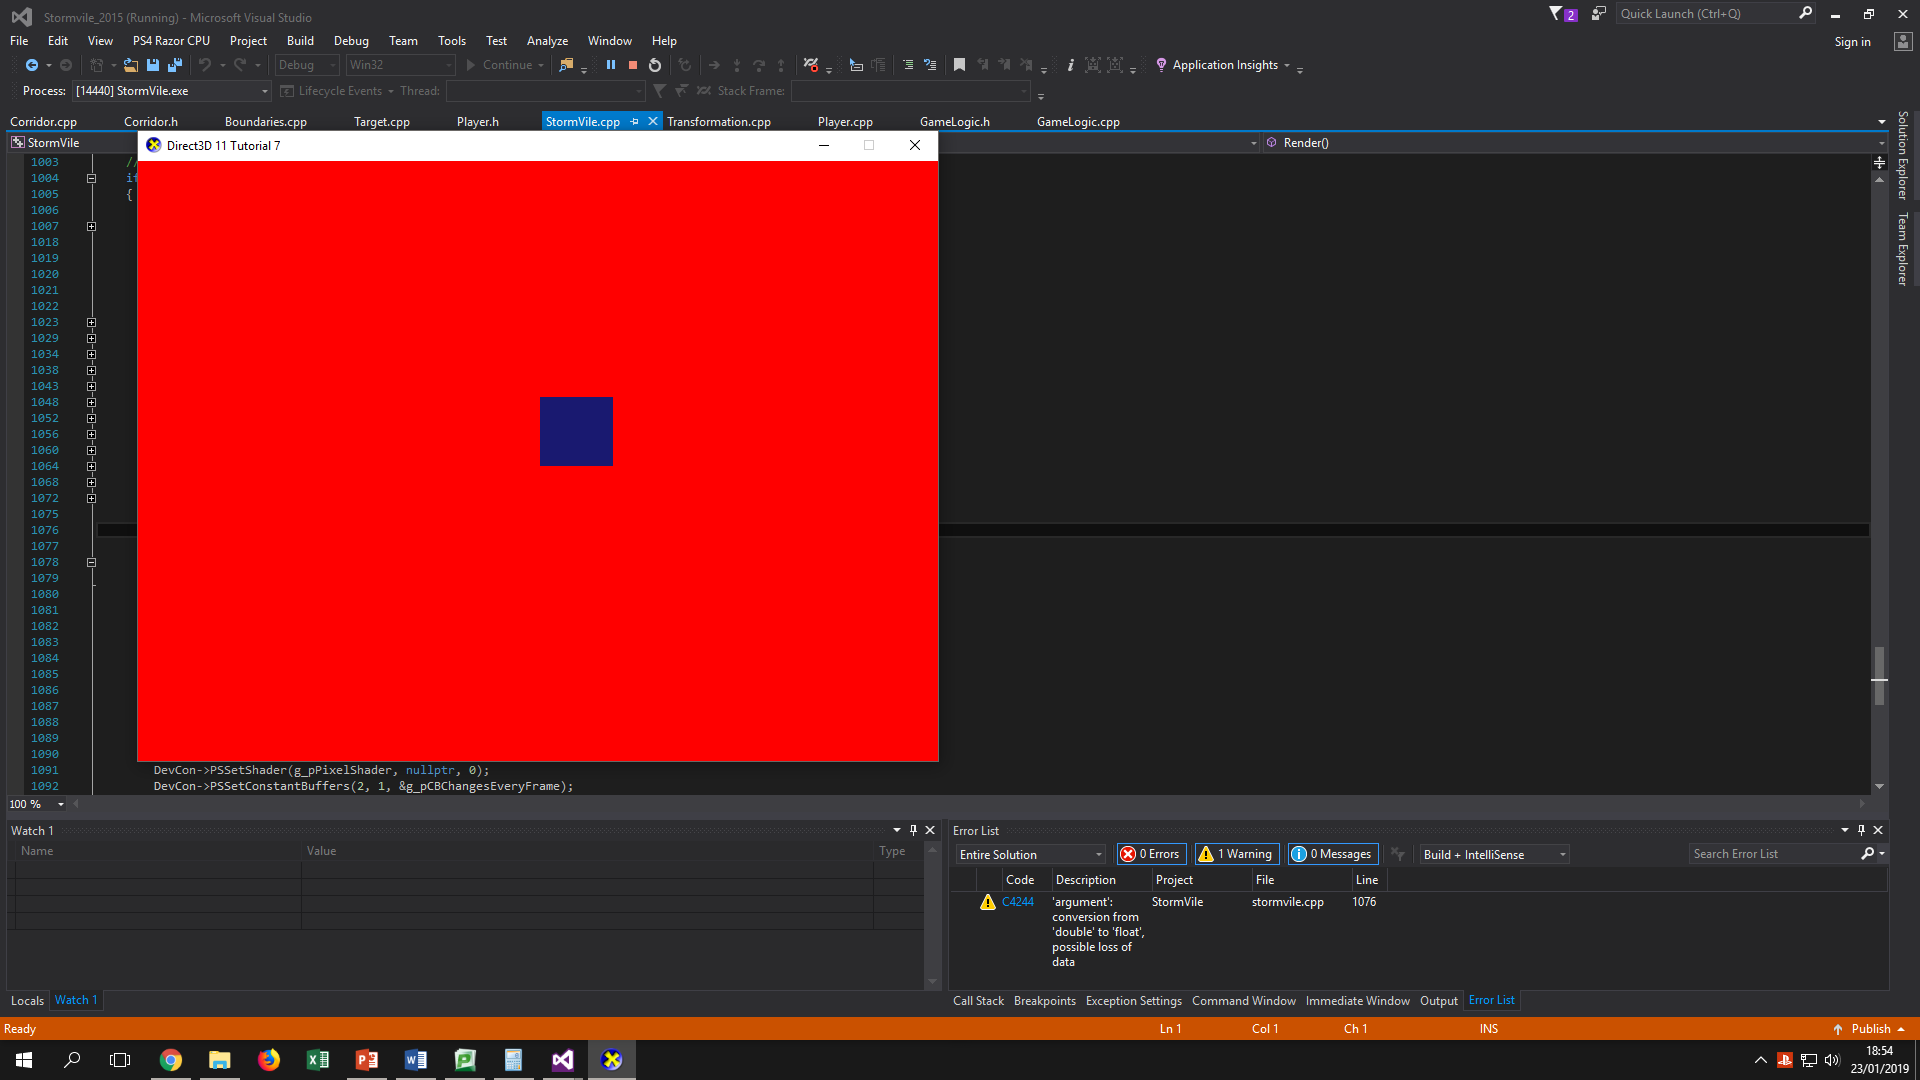 Stormvile_2015 (Running) - Microsoft Visual Studio
2
Quick Launch (Ctrl+Q)
File Edit View PS4 Razor CPU Project Build Debug Team Tools Test Analyze Window Help
Sign in
Debug Win32 Continue Application Insights
Process: [14440] StormVile.exe Lifecycle Events Thread: Stack Frame:
Corridor.cpp Corridor.h Boundaries.cpp Target.cpp Player.h StormVile.cpp Transformation.cpp Player.cpp GameLogic.h GameLogic.cpp
StormVile
Render()
Direct3D 11 Tutorial 7
Solution Explorer
Team Explorer
1003 //
1004 if
1005 {
1006
1007
1018
1019
1020
1021
1022
1023
1029
1034
1038
1043
1048
1052
1056
1060
1064
1068
1072
1075
1076
1077
1078
1079
1080
1081
1082
1083
1084
1085
1086
1087
1088
1089
1090
1091 DevCon->PSSetShader(g_pPixelShader, nullptr, 0);
1092 DevCon->PSSetConstantBuffers(2, 1, &g_pCBChangesEveryFrame);
100 %
Watch 1
Name Value Type
Locals Watch 1
Error List
Entire Solution 0 Errors 1 Warning 0 Messages Build + IntelliSense Search Error List
Code Description Project File Line
C4244 'argument': StormVile stormvile.cpp 1076
conversion from
'double' to 'float',
possible loss of
data
Call Stack Breakpoints Exception Settings Command Window Immediate Window Output Error List
Ready Ln 1 Col 1 Ch 1 INS Publish
18:54
23/01/2019